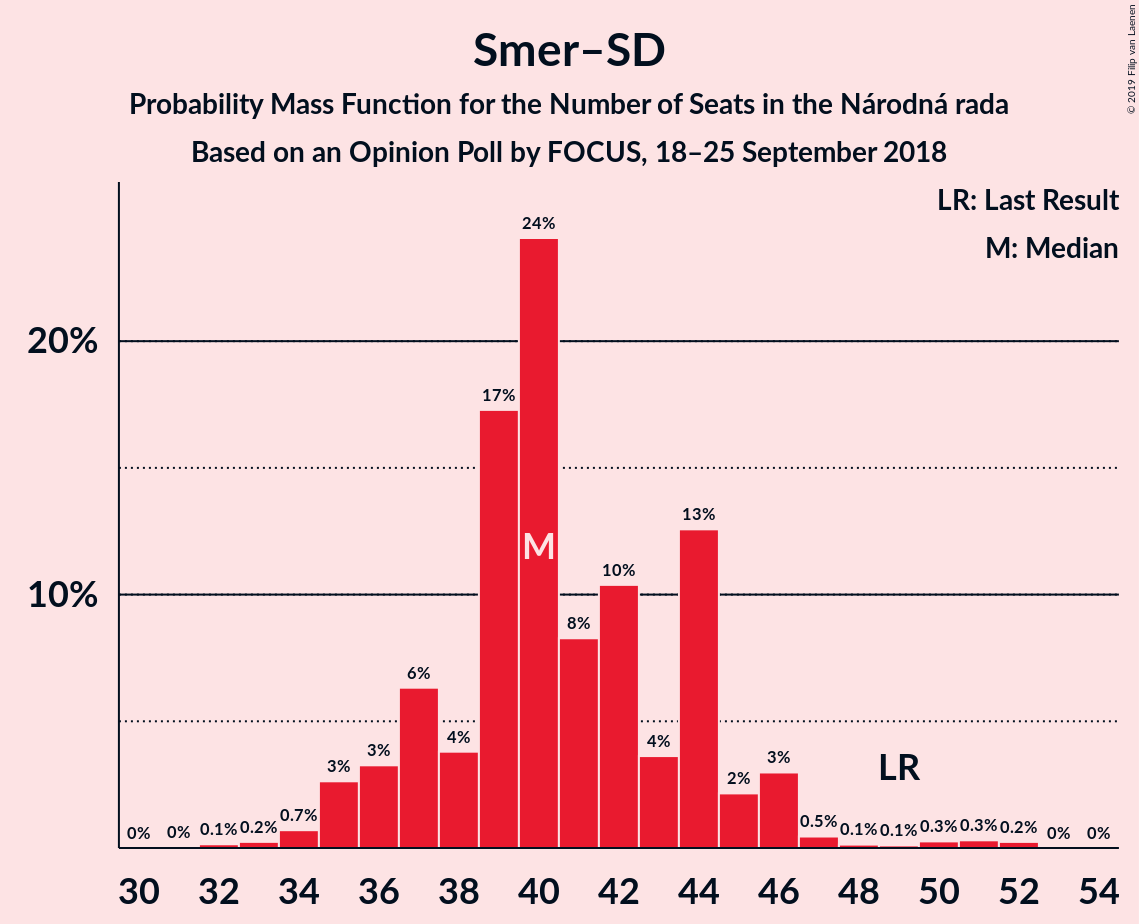 Smer–SD
Probability Mass Function for the Number of Seats in the Národná rada
Based on an Opinion Poll by FOCUS, 18–25 September 2018
© 2019 Filip van Laenen
LR: Last Result
M: Median
20%
10%
0% 0% 0.1% 0.2% 0.7% 3% 3% 6% 4% 17% 24% 8% 10% 4% 13% 2% 3% 0.5% 0.1% 0.1% 0.3% 0.3% 0.2% 0% 0%
M
LR
30 32 34 36 38 40 42 44 46 48 50 52 54